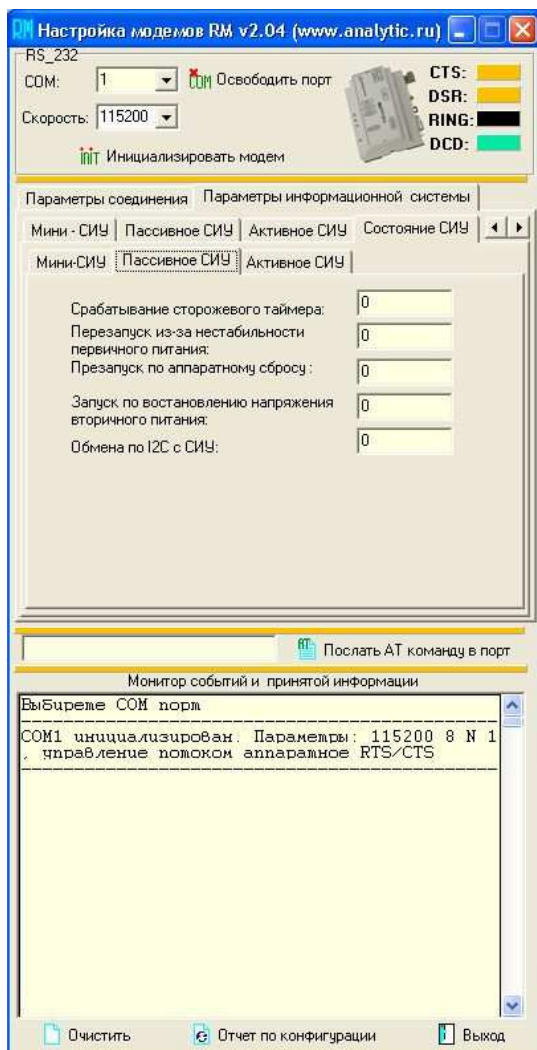 Настройка модемов RM v2.04 (www.analytic.ru)
RS_232
COM: 1 COM Освободить порт
Скорость: 115200
init Инициализировать модем
CTS:
DSR:
RING:
DCD:
Параметры соединения Параметры информационной системы
Мини - СИУ Пассивное СИУ Активное СИУ Состояние СИУ
Мини-СИУ Пассивное СИУ Активное СИУ
Срабатывание сторожевого таймера: 0
Перезапуск из-за нестабильности
первичного питания: 0
Презапуск по аппаратному сбросу : 0
Запуск по востановлению напряжения
вторичного питания: 0
Обмена по I2C с СИУ: 0
AT Послать АТ команду в порт
Монитор событий и принятой информации
Выбирете COM порт
COM1 инициализирован. Параметры: 115200 8 N 1
, управление потоком аппаратное RTS/CTS
Очистить Отчет по конфигурации Выход